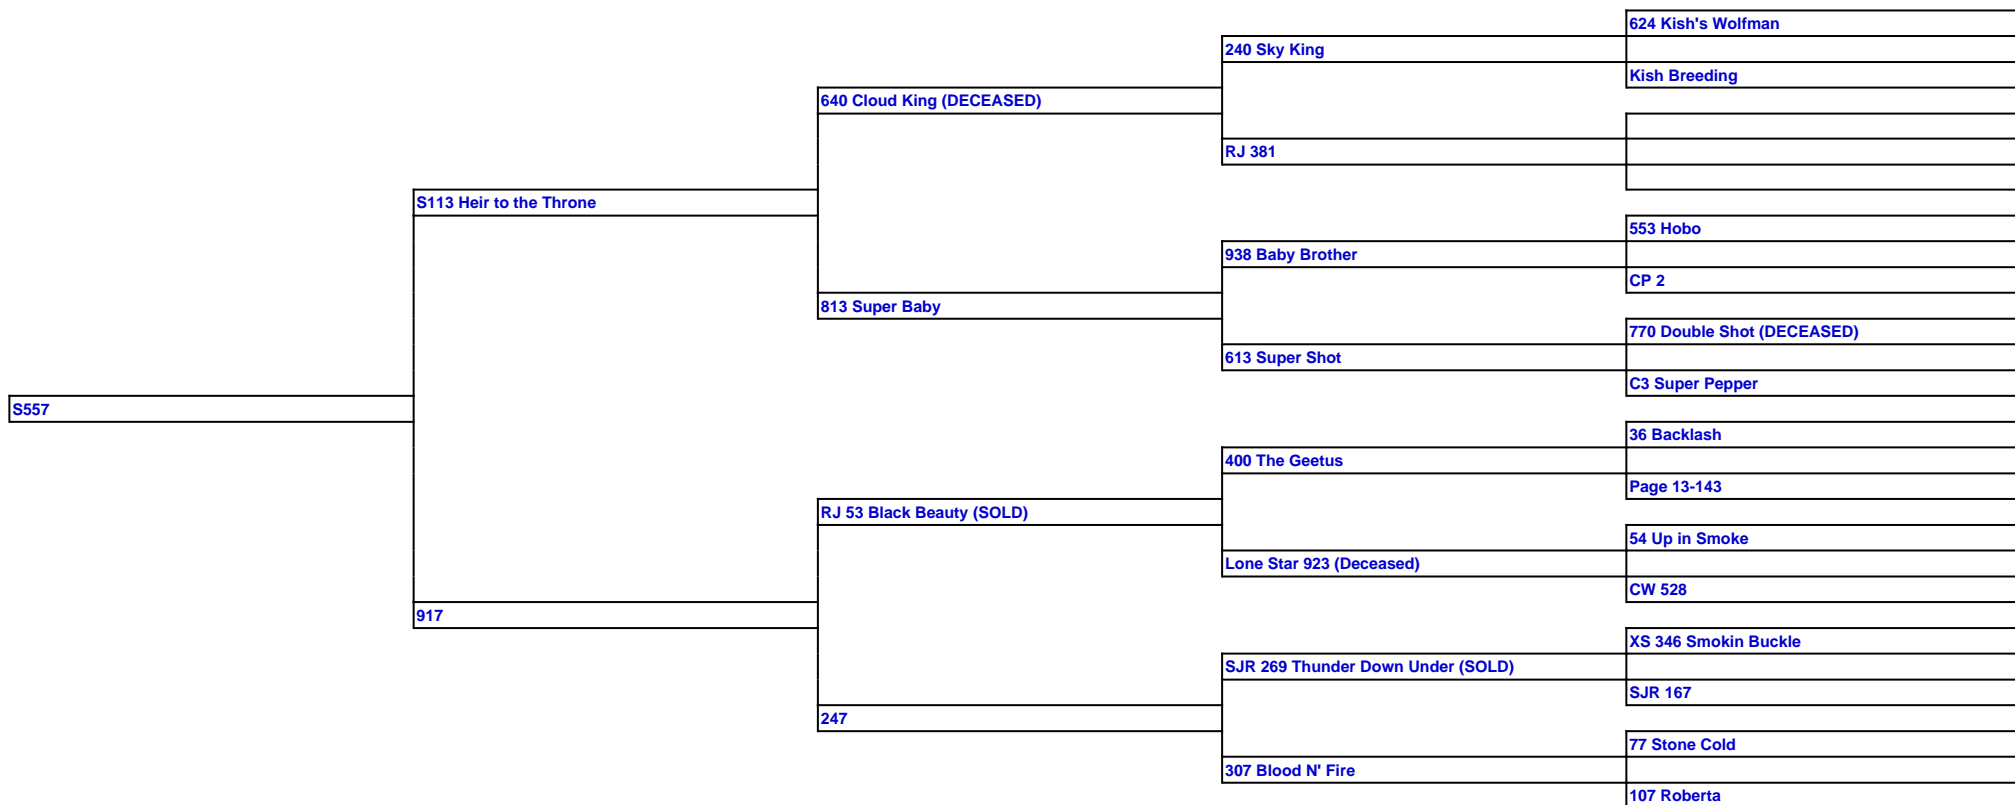 624 Kish's Wolfman
240 Sky King
Kish Breeding
640 Cloud King (DECEASED)
RJ 381
S113 Heir to the Throne
553 Hobo
938 Baby Brother
CP 2
813 Super Baby
770 Double Shot (DECEASED)
613 Super Shot
C3 Super Pepper
S557
36 Backlash
400 The Geetus
Page 13-143
RJ 53 Black Beauty (SOLD)
54 Up in Smoke
Lone Star 923 (Deceased)
CW 528
917
XS 346 Smokin Buckle
SJR 269 Thunder Down Under (SOLD)
SJR 167
247
77 Stone Cold
307 Blood N' Fire
107 Roberta